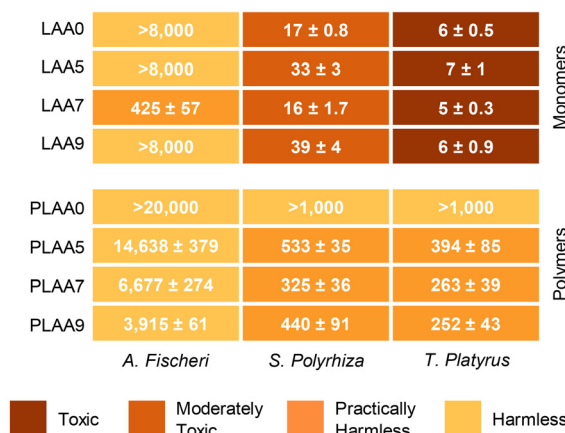 LAA0 >8,000 17 ± 0.8 6 ± 0.5
LAA5 >8,000 33 ± 3 7 ± 1
LAA7 425 ± 57 16 ± 1.7 5 ± 0.3
LAA9 >8,000 39 ± 4 6 ± 0.9
Monomers
PLAA0 >20,000 >1,000 >1,000
PLAA5 14,638 ± 379 533 ± 35 394 ± 85
PLAA7 6,677 ± 274 325 ± 36 263 ± 39
PLAA9 3,915 ± 61 440 ± 91 252 ± 43
Polymers
A. Fischeri S. Polyrhiza T. Platyrus
Toxic Moderately Toxic Practically Harmless Harmless